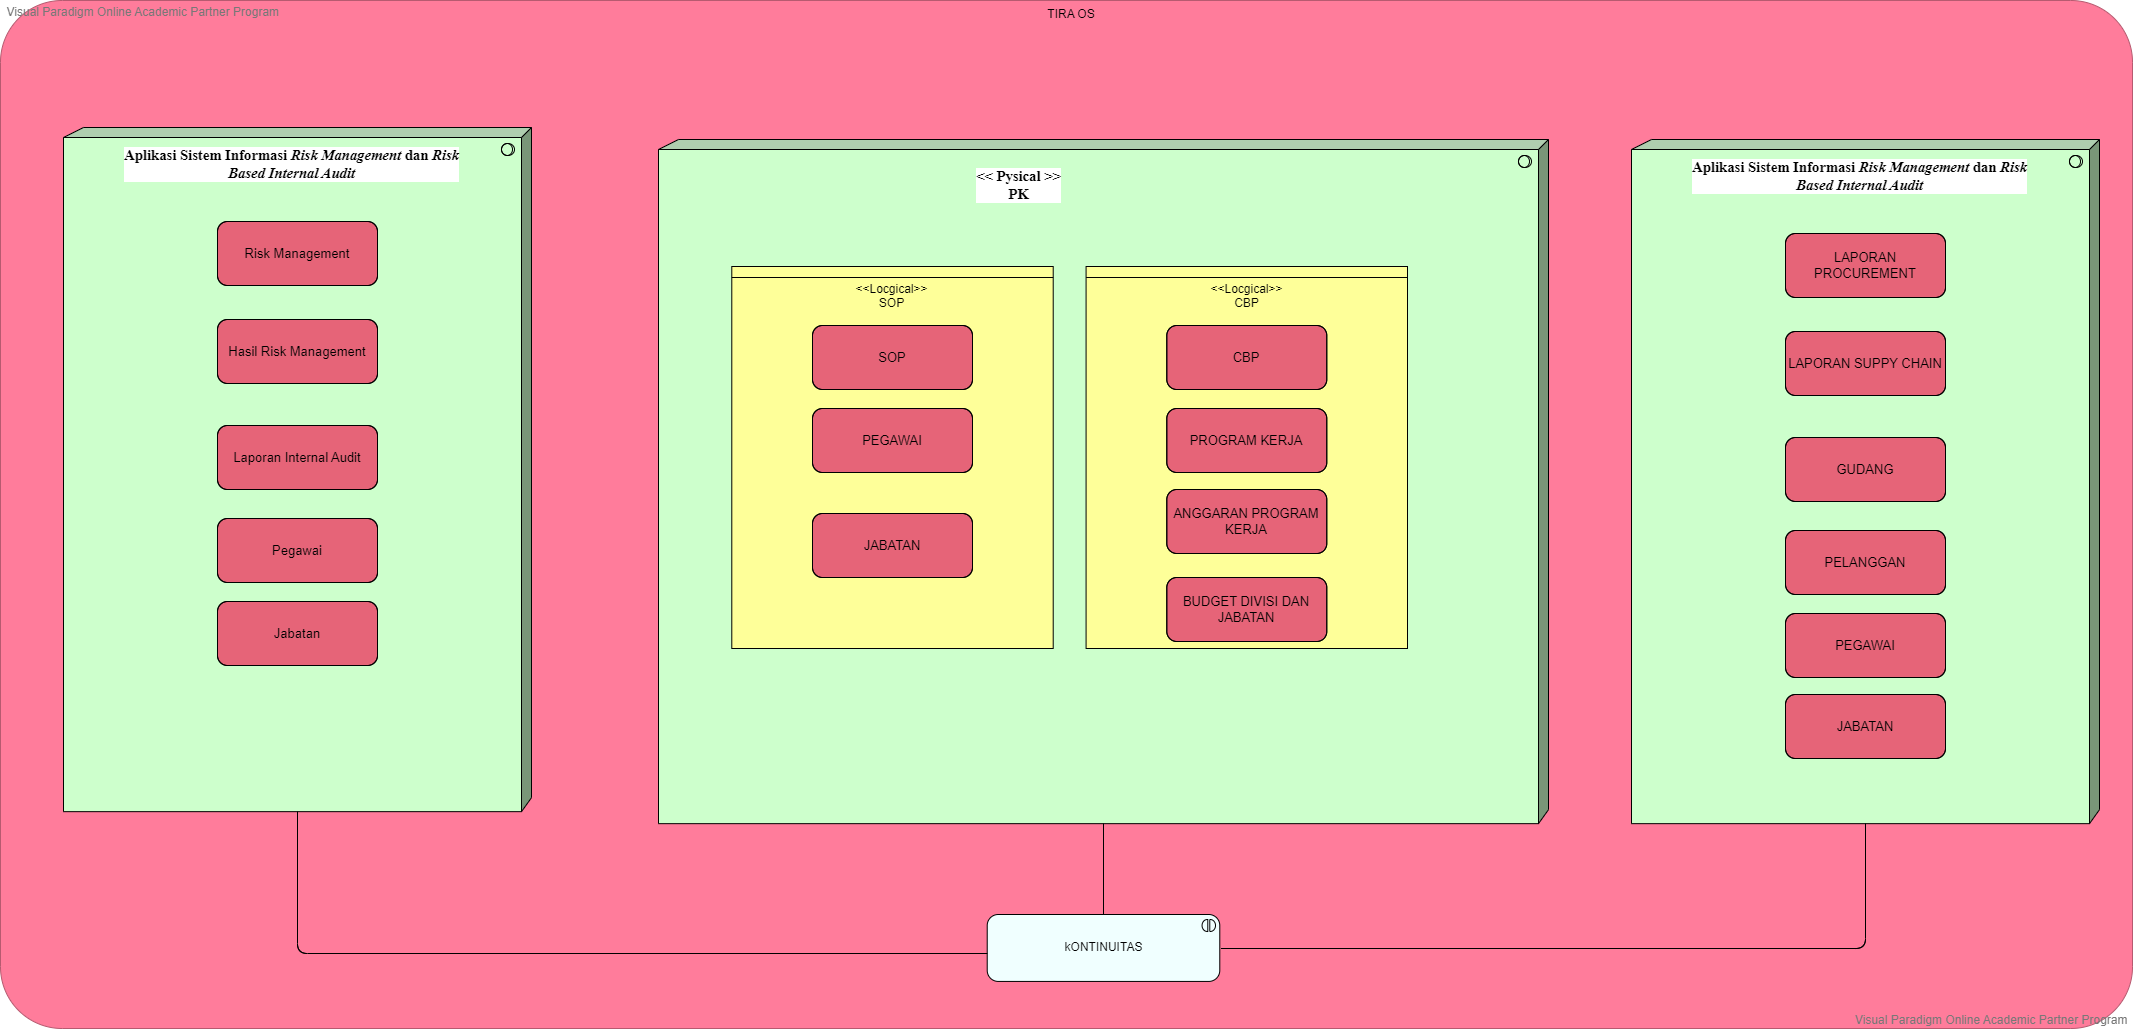 Visual Paradigm Online Academic Partner Program
TIRA OS
Aplikasi Sistem Informasi Risk Management dan Risk
Based Internal Audit
Risk Management
Hasil Risk Management
Laporan Internal Audit
Pegawai
Jabatan
<< Pysical >>
PK
<<Locgical>>
SOP
SOP
PEGAWAI
JABATAN
<<Locgical>>
CBP
CBP
PROGRAM KERJA
ANGGARAN PROGRAM
KERJA
BUDGET DIVISI DAN
JABATAN
Aplikasi Sistem Informasi Risk Management dan Risk
Based Internal Audit
LAPORAN
PROCUREMENT
LAPORAN SUPPY CHAIN
GUDANG
PELANGGAN
PEGAWAI
JABATAN
kONTINUITAS
Visual Paradigm Online Academic Partner Program